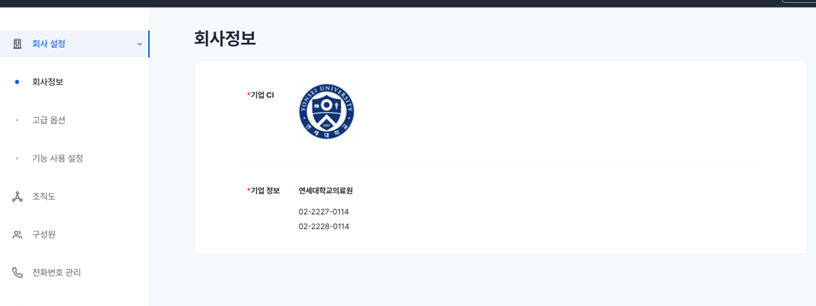 회사 설정
회사정보
고급 옵션
기능 사용 설정
조직도
구성원
전화번호 관리
회사정보
*기업 CI
YONSEI UNIVERSITY
연세대학교
*기업 정보
연세대학교의료원
02-2227-0114
02-2228-0114